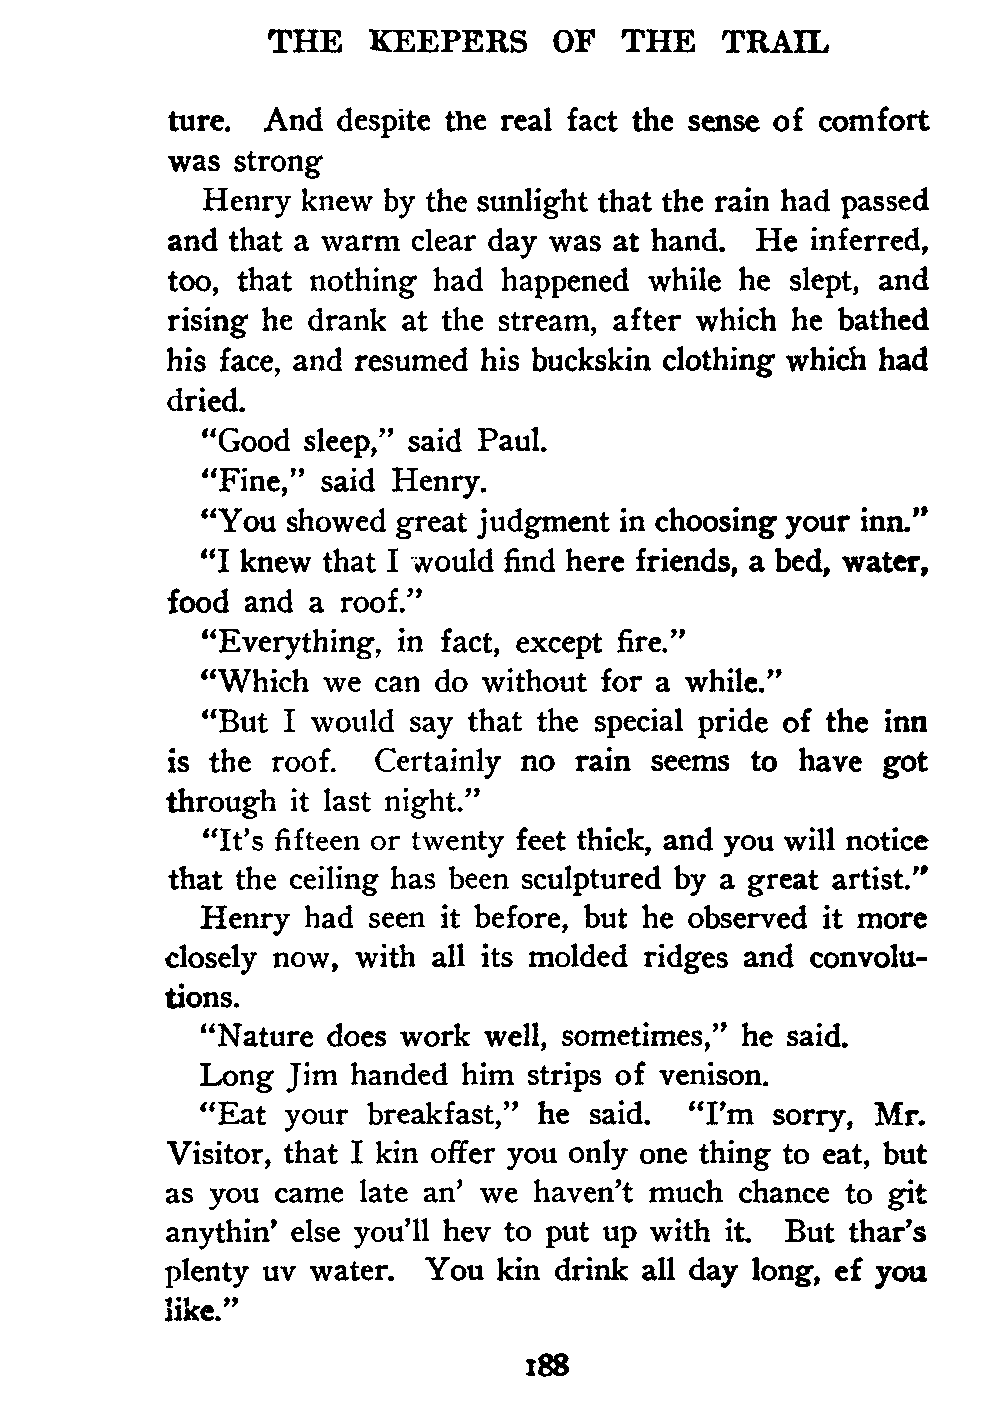 THE KEEPERS OF THE TRAIL
ture. And despite the real fact the sense of comfort
was strong
Henry knew by the sunlight that the rain had passed
and that a warm clear day was at hand. He inferred,
too, that nothing had happened while he slept, and
rising he drank at the stream, after which he bathed
his face, and resumed his buckskin clothing which had
dried.
“Good sleep,” said Paul.
“Fine,” said Henry.
“You showed great judgment in choosing your inn.”
“I knew that I would find here friends, a bed, water,
food and a roof.”
“Everything, in fact, except fire.”
“Which we can do without for a while.”
“But I would say that the special pride of the inn
is the roof. Certainly no rain seems to have got
through it last night.”
“It’s fifteen or twenty feet thick, and you will notice
that the ceiling has been sculptured by a great artist.”
Henry had seen it before, but he observed it more
closely now, with all its molded ridges and convolu-
tions.
“Nature does work well, sometimes,” he said.
Long Jim handed him strips of venison.
“Eat your breakfast,” he said. “I’m sorry, Mr.
Visitor, that I kin offer you only one thing to eat, but
as you came late an’ we haven’t much chance to git
anythin’ else you’ll hev to put up with it. But thar’s
plenty uv water. You kin drink all day long, ef you
like.”
188